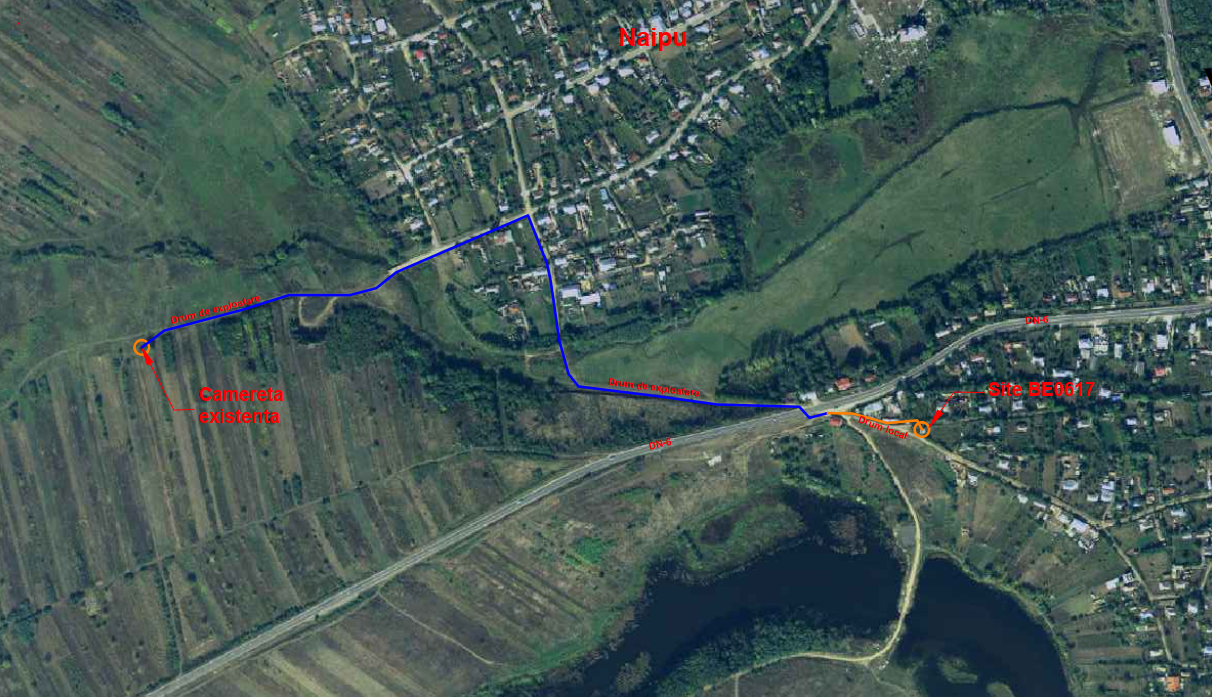 Naipu
DN-6
Drum de exploatare
Drum de exploatare
Camereta
existenta
Site BE0617
Drum local
DN-6